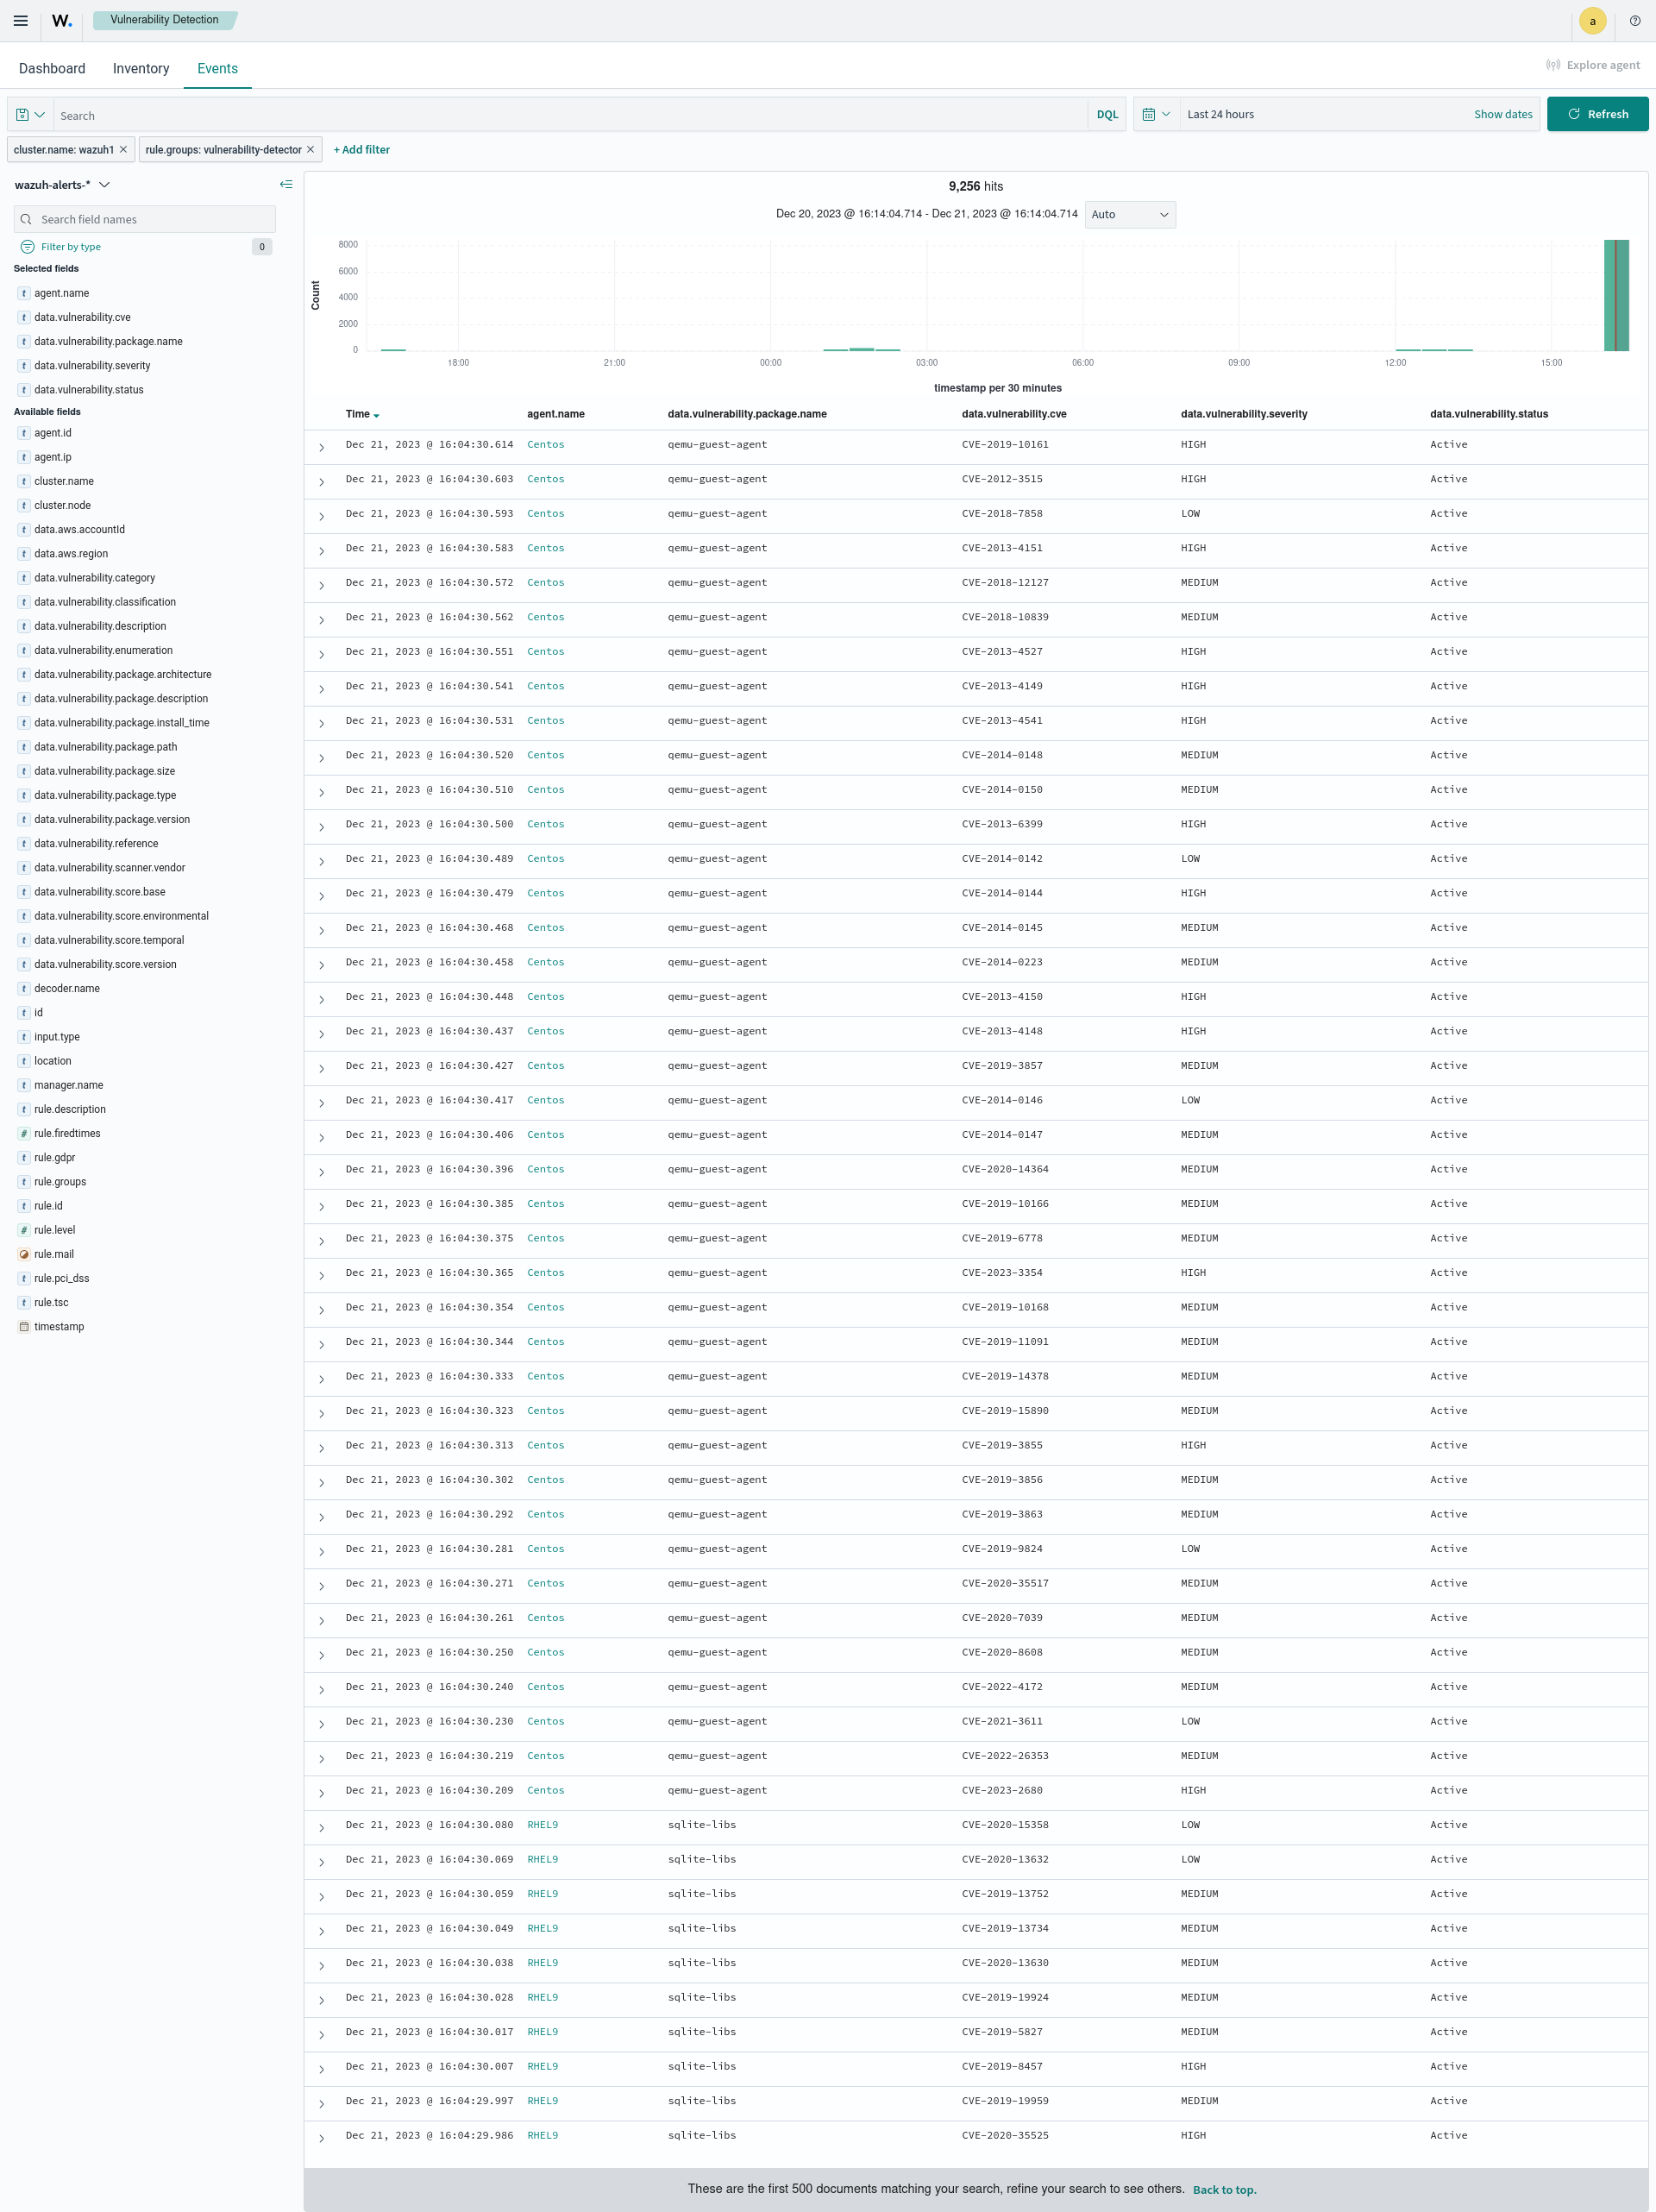 W. Vulnerability Detection a
Dashboard Inventory Events Explore agent
Search DQL Last 24 hours Show dates Refresh
cluster.name: wazuh1 rule.groups: vulnerability-detector + Add filter
wazuh-alerts-*
Search field names
Filter by type 0
Selected fields
t agent.name
t data.vulnerability.cve
t data.vulnerability.package.name
t data.vulnerability.severity
t data.vulnerability.status
Available fields
t agent.id
t agent.ip
t cluster.name
t cluster.node
t data.aws.accountId
t data.aws.region
t data.vulnerability.category
t data.vulnerability.classification
t data.vulnerability.description
t data.vulnerability.enumeration
t data.vulnerability.package.architecture
t data.vulnerability.package.description
t data.vulnerability.package.install_time
t data.vulnerability.package.path
t data.vulnerability.package.size
t data.vulnerability.package.type
t data.vulnerability.package.version
t data.vulnerability.reference
t data.vulnerability.scanner.vendor
t data.vulnerability.score.base
t data.vulnerability.score.environmental
t data.vulnerability.score.temporal
t data.vulnerability.score.version
t decoder.name
t id
t input.type
t location
t manager.name
t rule.description
# rule.firedtimes
t rule.gdpr
t rule.groups
t rule.id
# rule.level
rule.mail
t rule.pci_dss
t rule.tsc
timestamp
9,256 hits
Dec 20, 2023 @ 16:14:04.714 - Dec 21, 2023 @ 16:14:04.714 Auto
Count
8000
6000
4000
2000
0
18:00 21:00 00:00 03:00 06:00 09:00 12:00 15:00
timestamp per 30 minutes
Time agent.name data.vulnerability.package.name data.vulnerability.cve data.vulnerability.severity data.vulnerability.status
Dec 21, 2023 @ 16:04:30.614 Centos qemu-guest-agent CVE-2019-10161 HIGH Active
Dec 21, 2023 @ 16:04:30.603 Centos qemu-guest-agent CVE-2012-3515 HIGH Active
Dec 21, 2023 @ 16:04:30.593 Centos qemu-guest-agent CVE-2018-7858 LOW Active
Dec 21, 2023 @ 16:04:30.583 Centos qemu-guest-agent CVE-2013-4151 HIGH Active
Dec 21, 2023 @ 16:04:30.572 Centos qemu-guest-agent CVE-2018-12127 MEDIUM Active
Dec 21, 2023 @ 16:04:30.562 Centos qemu-guest-agent CVE-2018-10839 MEDIUM Active
Dec 21, 2023 @ 16:04:30.551 Centos qemu-guest-agent CVE-2013-4527 HIGH Active
Dec 21, 2023 @ 16:04:30.541 Centos qemu-guest-agent CVE-2013-4149 HIGH Active
Dec 21, 2023 @ 16:04:30.531 Centos qemu-guest-agent CVE-2013-4541 HIGH Active
Dec 21, 2023 @ 16:04:30.520 Centos qemu-guest-agent CVE-2014-0148 MEDIUM Active
Dec 21, 2023 @ 16:04:30.510 Centos qemu-guest-agent CVE-2014-0150 MEDIUM Active
Dec 21, 2023 @ 16:04:30.500 Centos qemu-guest-agent CVE-2013-6399 HIGH Active
Dec 21, 2023 @ 16:04:30.489 Centos qemu-guest-agent CVE-2014-0142 LOW Active
Dec 21, 2023 @ 16:04:30.479 Centos qemu-guest-agent CVE-2014-0144 HIGH Active
Dec 21, 2023 @ 16:04:30.468 Centos qemu-guest-agent CVE-2014-0145 MEDIUM Active
Dec 21, 2023 @ 16:04:30.458 Centos qemu-guest-agent CVE-2014-0223 MEDIUM Active
Dec 21, 2023 @ 16:04:30.448 Centos qemu-guest-agent CVE-2013-4150 HIGH Active
Dec 21, 2023 @ 16:04:30.437 Centos qemu-guest-agent CVE-2013-4148 HIGH Active
Dec 21, 2023 @ 16:04:30.427 Centos qemu-guest-agent CVE-2019-3857 MEDIUM Active
Dec 21, 2023 @ 16:04:30.417 Centos qemu-guest-agent CVE-2014-0146 LOW Active
Dec 21, 2023 @ 16:04:30.406 Centos qemu-guest-agent CVE-2014-0147 MEDIUM Active
Dec 21, 2023 @ 16:04:30.396 Centos qemu-guest-agent CVE-2020-14364 MEDIUM Active
Dec 21, 2023 @ 16:04:30.385 Centos qemu-guest-agent CVE-2019-10166 MEDIUM Active
Dec 21, 2023 @ 16:04:30.375 Centos qemu-guest-agent CVE-2019-6778 MEDIUM Active
Dec 21, 2023 @ 16:04:30.365 Centos qemu-guest-agent CVE-2023-3354 HIGH Active
Dec 21, 2023 @ 16:04:30.354 Centos qemu-guest-agent CVE-2019-10168 MEDIUM Active
Dec 21, 2023 @ 16:04:30.344 Centos qemu-guest-agent CVE-2019-11091 MEDIUM Active
Dec 21, 2023 @ 16:04:30.333 Centos qemu-guest-agent CVE-2019-14378 MEDIUM Active
Dec 21, 2023 @ 16:04:30.323 Centos qemu-guest-agent CVE-2019-15890 MEDIUM Active
Dec 21, 2023 @ 16:04:30.313 Centos qemu-guest-agent CVE-2019-3855 HIGH Active
Dec 21, 2023 @ 16:04:30.302 Centos qemu-guest-agent CVE-2019-3856 MEDIUM Active
Dec 21, 2023 @ 16:04:30.292 Centos qemu-guest-agent CVE-2019-3863 MEDIUM Active
Dec 21, 2023 @ 16:04:30.281 Centos qemu-guest-agent CVE-2019-9824 LOW Active
Dec 21, 2023 @ 16:04:30.271 Centos qemu-guest-agent CVE-2020-35517 MEDIUM Active
Dec 21, 2023 @ 16:04:30.261 Centos qemu-guest-agent CVE-2020-7039 MEDIUM Active
Dec 21, 2023 @ 16:04:30.250 Centos qemu-guest-agent CVE-2020-8608 MEDIUM Active
Dec 21, 2023 @ 16:04:30.240 Centos qemu-guest-agent CVE-2022-4172 MEDIUM Active
Dec 21, 2023 @ 16:04:30.230 Centos qemu-guest-agent CVE-2021-3611 LOW Active
Dec 21, 2023 @ 16:04:30.219 Centos qemu-guest-agent CVE-2022-26353 MEDIUM Active
Dec 21, 2023 @ 16:04:30.209 Centos qemu-guest-agent CVE-2023-2680 HIGH Active
Dec 21, 2023 @ 16:04:30.080 RHEL9 sqlite-libs CVE-2020-15358 LOW Active
Dec 21, 2023 @ 16:04:30.069 RHEL9 sqlite-libs CVE-2020-13632 LOW Active
Dec 21, 2023 @ 16:04:30.059 RHEL9 sqlite-libs CVE-2019-13752 MEDIUM Active
Dec 21, 2023 @ 16:04:30.049 RHEL9 sqlite-libs CVE-2019-13734 MEDIUM Active
Dec 21, 2023 @ 16:04:30.038 RHEL9 sqlite-libs CVE-2020-13630 MEDIUM Active
Dec 21, 2023 @ 16:04:30.028 RHEL9 sqlite-libs CVE-2019-19924 MEDIUM Active
Dec 21, 2023 @ 16:04:30.017 RHEL9 sqlite-libs CVE-2019-5827 MEDIUM Active
Dec 21, 2023 @ 16:04:30.007 RHEL9 sqlite-libs CVE-2019-8457 HIGH Active
Dec 21, 2023 @ 16:04:29.997 RHEL9 sqlite-libs CVE-2019-19959 MEDIUM Active
Dec 21, 2023 @ 16:04:29.986 RHEL9 sqlite-libs CVE-2020-35525 HIGH Active
These are the first 500 documents matching your search, refine your search to see others. Back to top.